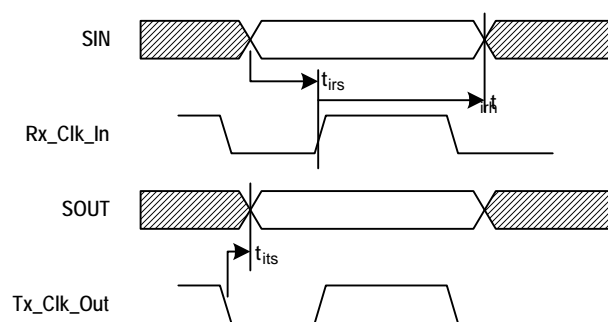 SIN
t_irs
t_irh
Rx_Clk_In
SOUT
t_its
Tx_Clk_Out